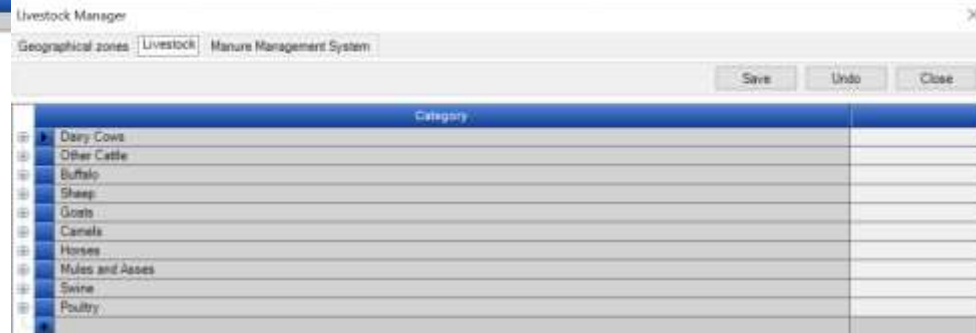 Livestock Manager
Geographical zones Livestock Manure Management System
Save Undo Close
Category
Dairy Cows
Other Cattle
Buffalo
Sheep
Goats
Camels
Horses
Mules and Asses
Swine
Poultry